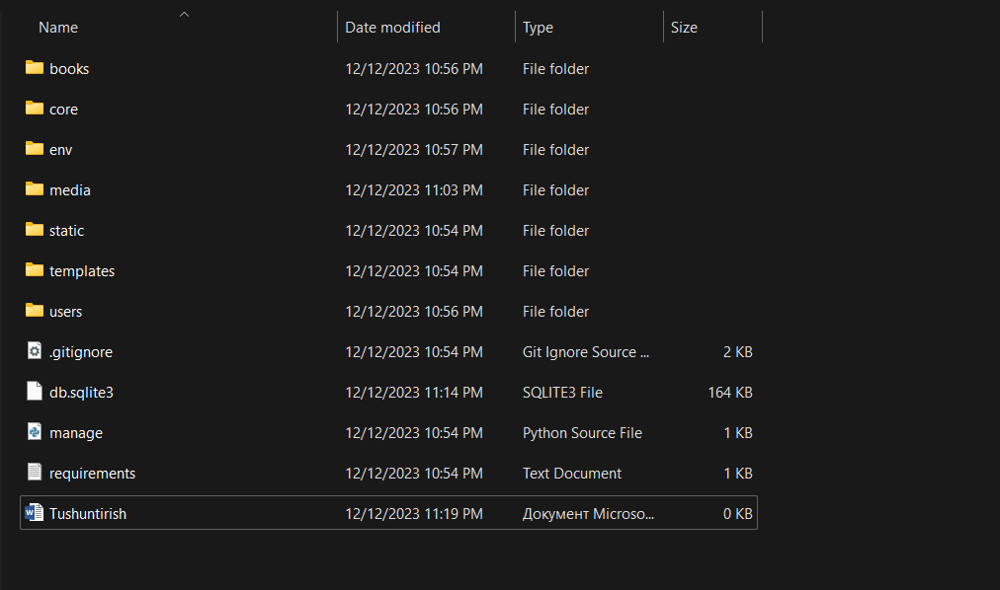 Name Date modified Type Size
books 12/12/2023 10:56 PM File folder
core 12/12/2023 10:56 PM File folder
env 12/12/2023 10:57 PM File folder
media 12/12/2023 11:03 PM File folder
static 12/12/2023 10:54 PM File folder
templates 12/12/2023 10:54 PM File folder
users 12/12/2023 10:56 PM File folder
.gitignore 12/12/2023 10:54 PM Git Ignore Source ... 2 KB
db.sqlite3 12/12/2023 11:14 PM SQLITE3 File 164 KB
manage 12/12/2023 10:54 PM Python Source File 1 KB
requirements 12/12/2023 10:54 PM Text Document 1 KB
Tushuntirish 12/12/2023 11:19 PM Документ Microso... 0 KB